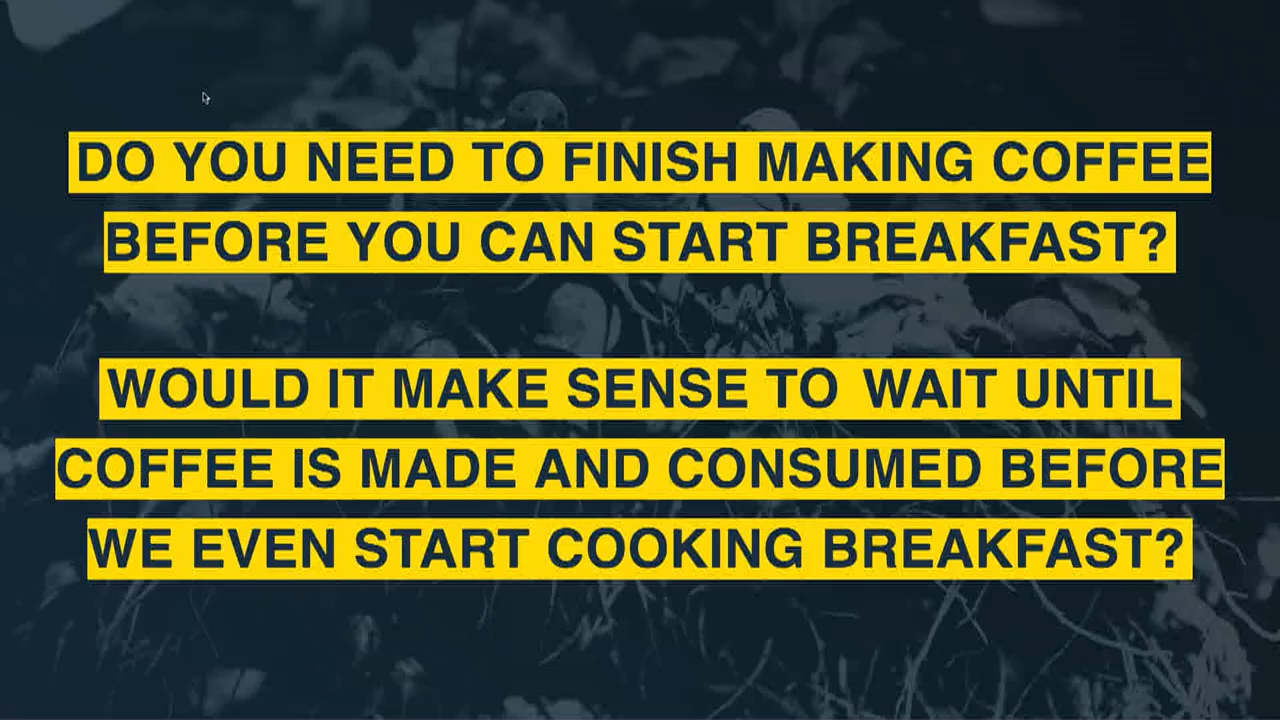 DO YOU NEED TO FINISH MAKING COFFEE
BEFORE YOU CAN START BREAKFAST?
WOULD IT MAKE SENSE TO WAIT UNTIL
COFFEE IS MADE AND CONSUMED BEFORE
WE EVEN START COOKING BREAKFAST?